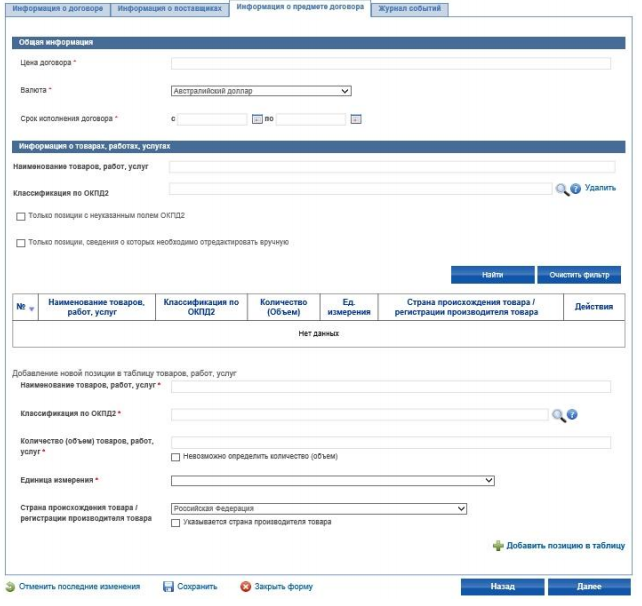 Информация о договоре Информация о поставщиках Информация о предмете договора Журнал событий
Общая информация
Цена договора *
Валюта * Австралийский доллар
Срок исполнения договора * с по
Информация о товарах, работах, услугах
Наименование товаров, работ, услуг
Классификация по ОКПД2 Удалить
Только позиции с неуказанным полем ОКПД2
Только позиции, сведения о которых необходимо отредактировать вручную
Найти Очистить фильтр
№ Наименование товаров, работ, услуг Классификация по ОКПД2 Количество (Объем) Ед. измерения Страна происхождения товара / регистрации производителя товара Действия
Нет данных
Добавление новой позиции в таблицу товаров, работ, услуг
Наименование товаров, работ, услуг *
Классификация по ОКПД2 *
Количество (объем) товаров, работ, услуг *
Невозможно определить количество (объем)
Единица измерения *
Страна происхождения товара / регистрации производителя товара Российская Федерация
Указывается страна производителя товара
Добавить позицию в таблицу
Отменить последние изменения Сохранить Закрыть форму Назад Далее